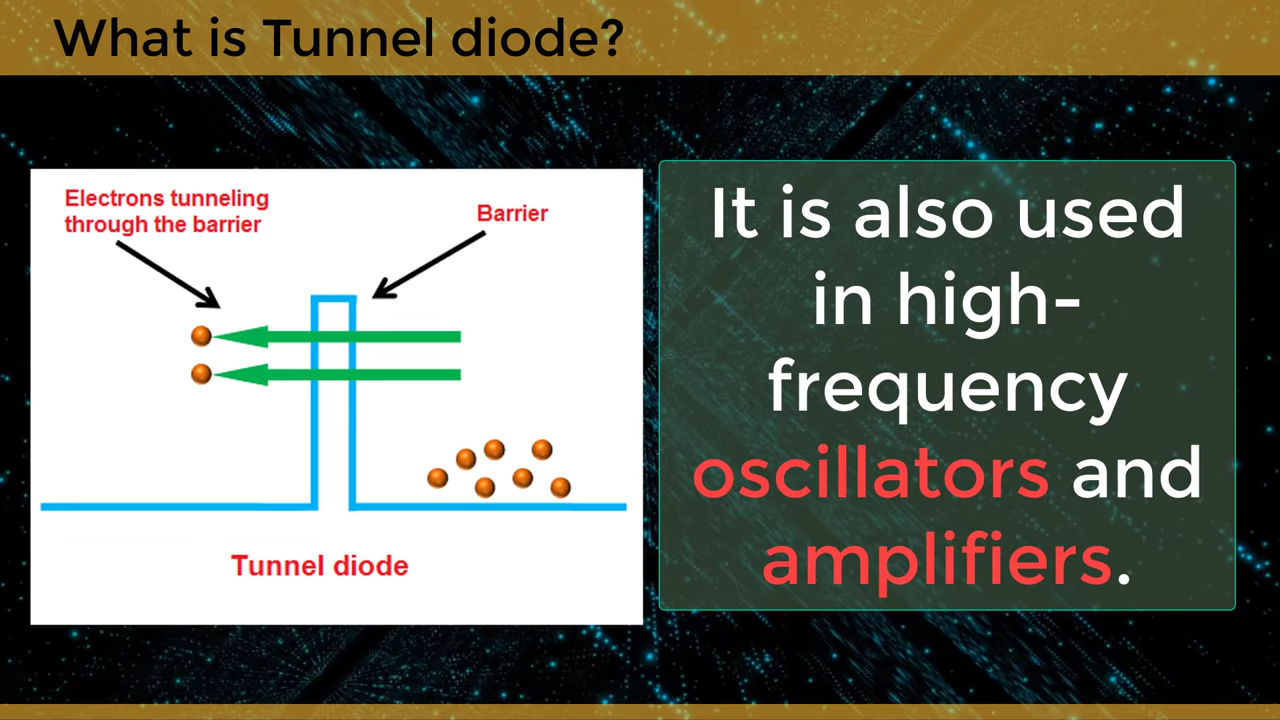 What is Tunnel diode?
Electrons tunneling
through the barrier
Barrier
Tunnel diode
It is also used
in high-
frequency
oscillators and
amplifiers.